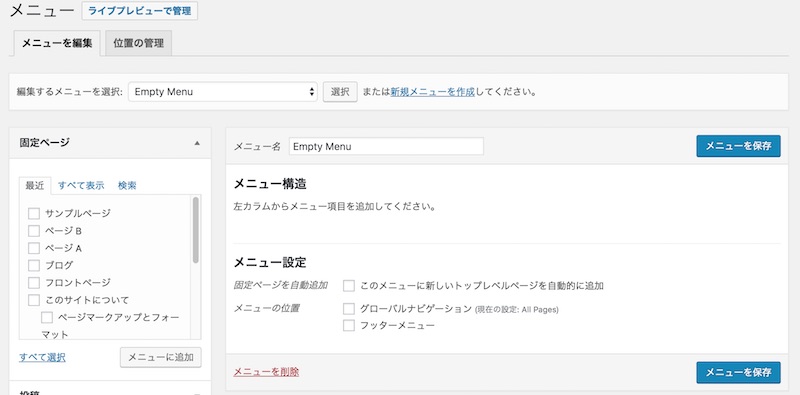 メニュー ライブプレビューで管理
メニューを編集 位置の管理
編集するメニューを選択: Empty Menu 選択 または新規メニューを作成してください。
固定ページ
最近 すべて表示 検索
サンプルページ
ページ B
ページ A
ブログ
フロントページ
このサイトについて
ページマークアップとフォー
マット
すべて選択 メニューに追加
投稿
メニュー名 Empty Menu メニューを保存
メニュー構造
左カラムからメニュー項目を追加してください。
メニュー設定
固定ページを自動追加 このメニューに新しいトップレベルページを自動的に追加
メニューの位置 グローバルナビゲーション (現在の設定: All Pages)
フッターメニュー
メニューを削除 メニューを保存